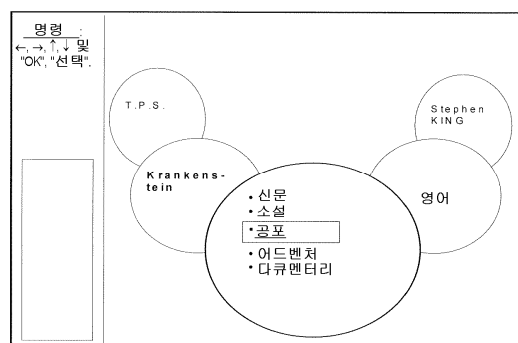 명령 :
←, →, ↑, ↓ 및
"OK", "선택".
T.P.S.
Stephen
KING
Krankens-
tein
영어
• 신문
• 소설
• 공포
• 어드벤처
• 다큐멘터리